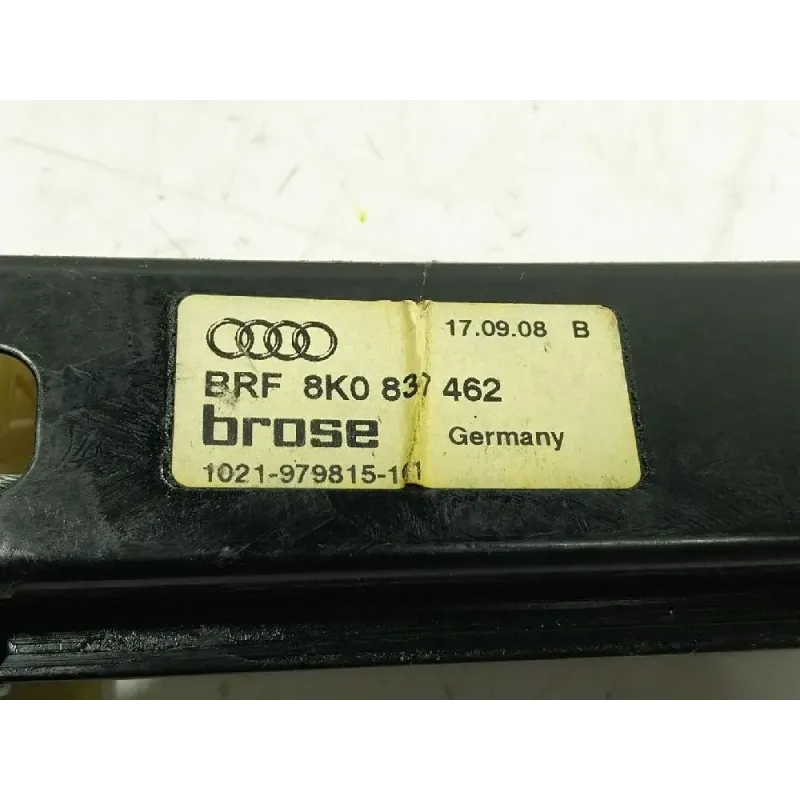 17.09.08 B
BRF 8K0 837 462
brose Germany
1021-979815-101